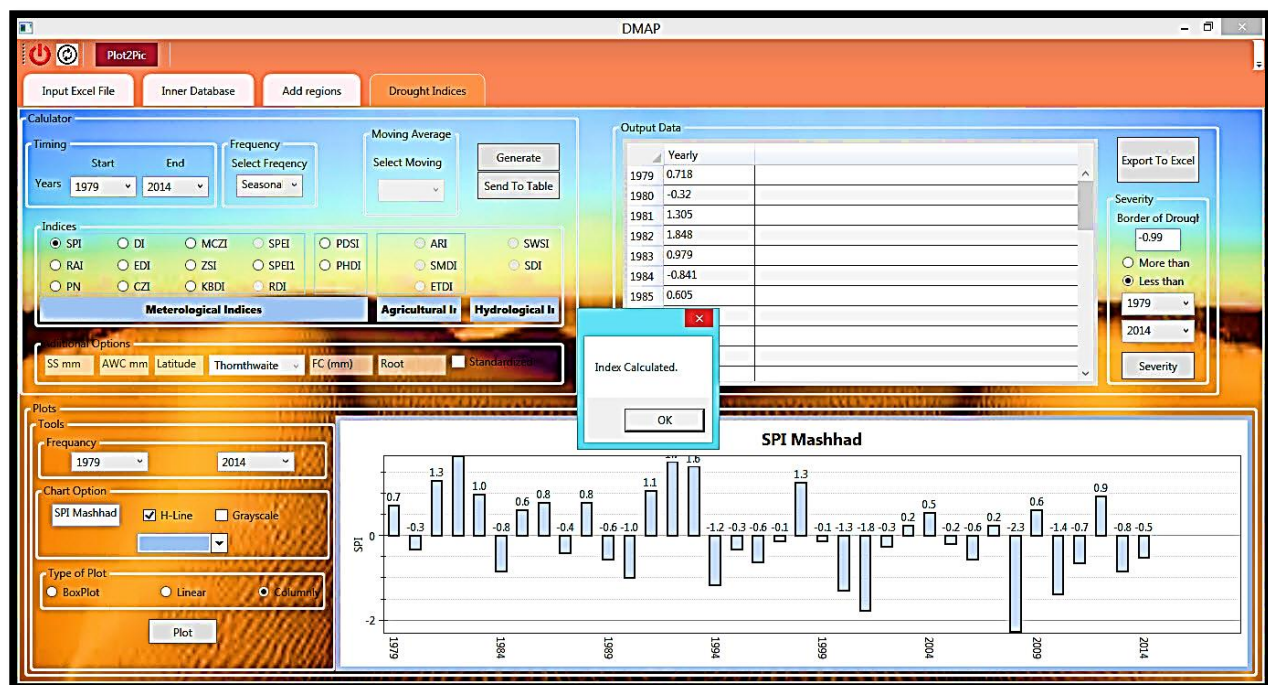 DMAP
Plot2Pic
Input Excel File Inner Database Add regions Drought Indices
Calulator
Timing
Start End
Years 1979 2014
Frequency
Select Freqency
Seasonal
Moving Average
Select Moving
Generate
Send To Table
Indices
SPI DI MCZI SPEI PDSI ARI SWSI
RAI EDI ZSI SPEI1 PHDI SMDI SDI
PN CZI KBDI RDI ETDI
Meterological Indices Agricultural Ir Hydrological Iı
Additional Options
SS mm AWC mm Latitude Thornthwaite FC (mm) Root Standardized
Output Data
Yearly
1979 0.718
1980 -0.32
1981 1.305
1982 1.848
1983 0.979
1984 -0.841
1985 0.605
Export To Excel
Severity
Border of Drougt
-0.99
More than
Less than
1979
2014
Severity
Index Calculated.
OK
Plots
Tools
Frequancy
1979 2014
Chart Option
SPI Mashhad H-Line Grayscale
Type of Plot
BoxPlot Linear Columnly
Plot
SPI Mashhad
SPI
0
-2
0.7 -0.3 1.3 1.0 -0.8 0.6 0.8 -0.4 0.8 -0.6 -1.0 1.1 1.6 -1.2 -0.3 -0.6 -0.1 1.3 -0.1 -1.3 -1.8 -0.3 0.2 0.5 -0.2 -0.6 0.2 -2.3 0.6 -1.4 -0.7 0.9 -0.8 -0.5
1979 1984 1989 1994 1999 2004 2009 2014